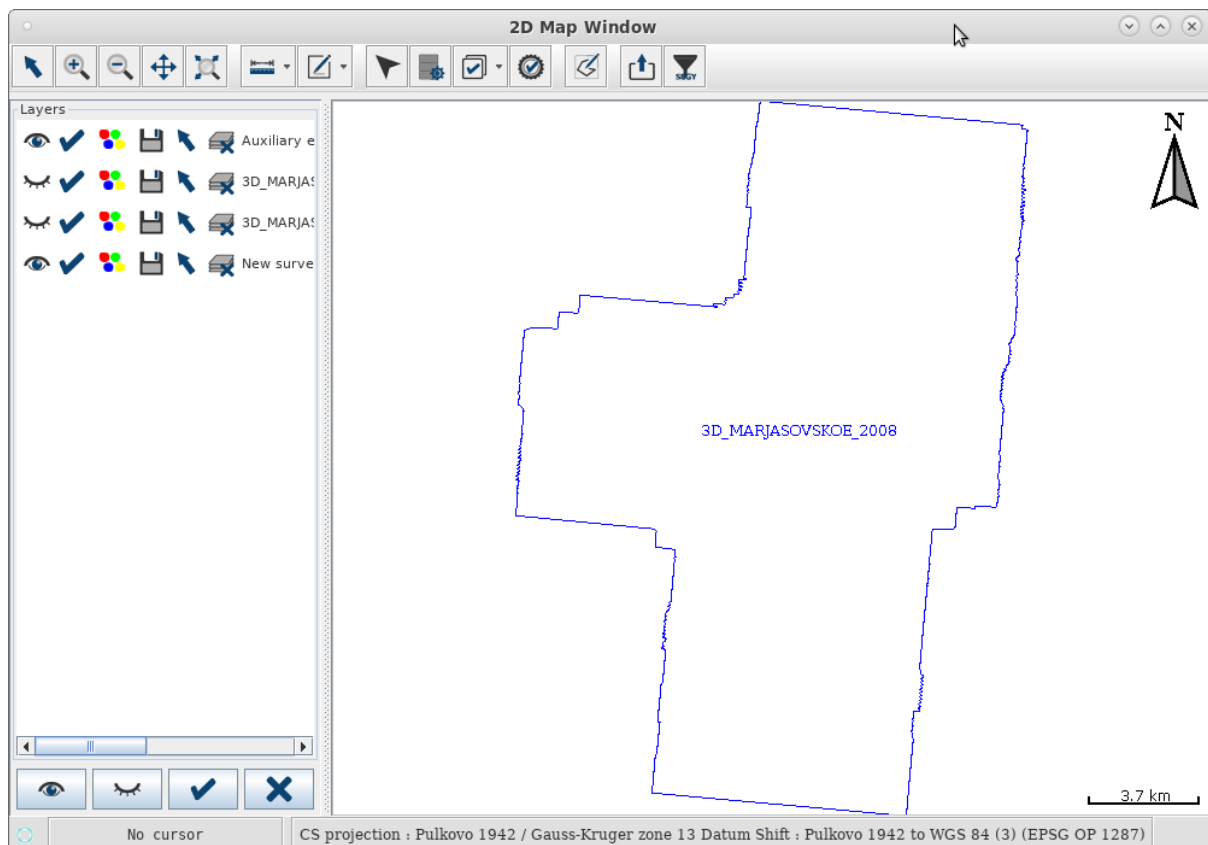 2D Map Window
SEGY
Layers
Auxiliary e
3D_MARJAS
3D_MARJAS
New surve
N
3D_MARJASOVSKOE_2008
3.7 km
No cursor
CS projection : Pulkovo 1942 / Gauss-Kruger zone 13 Datum Shift : Pulkovo 1942 to WGS 84 (3) (EPSG OP 1287)